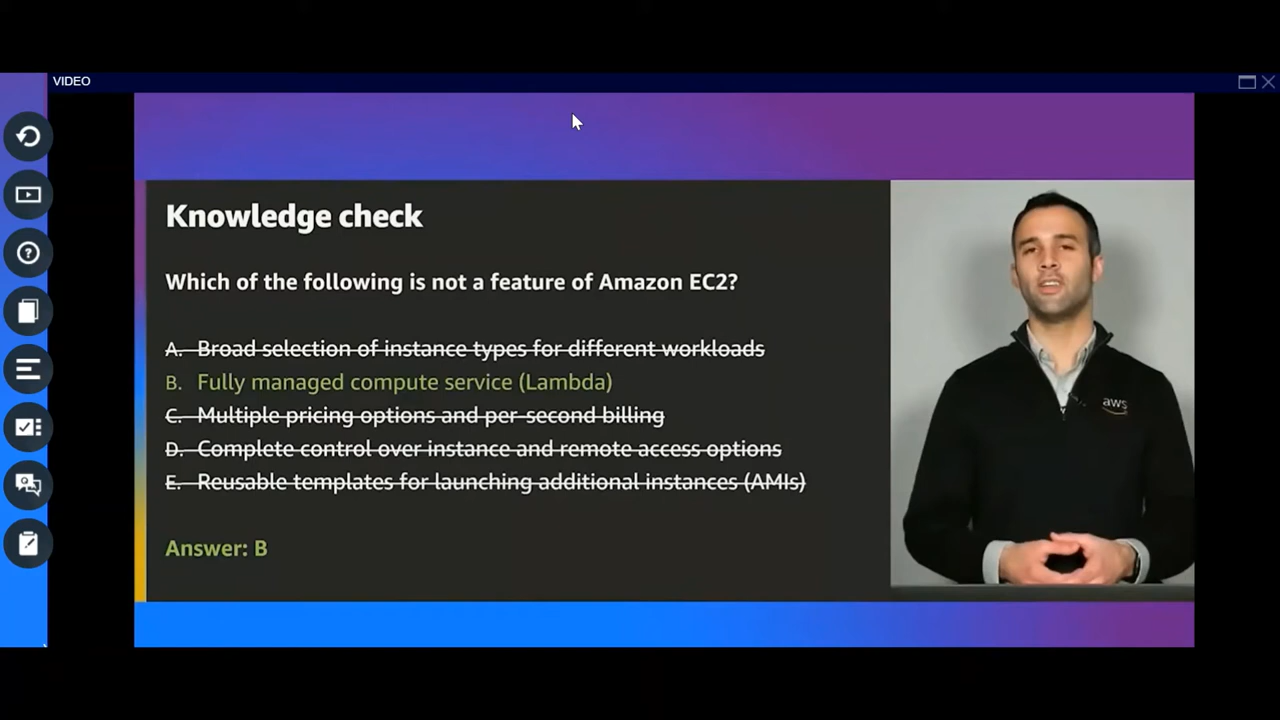 VIDEO
Knowledge check
Which of the following is not a feature of Amazon EC2?
A. Broad selection of instance types for different workloads
B. Fully managed compute service (Lambda)
C. Multiple pricing options and per-second billing
D. Complete control over instance and remote access options
E. Reusable templates for launching additional instances (AMIs)
Answer: B
aws